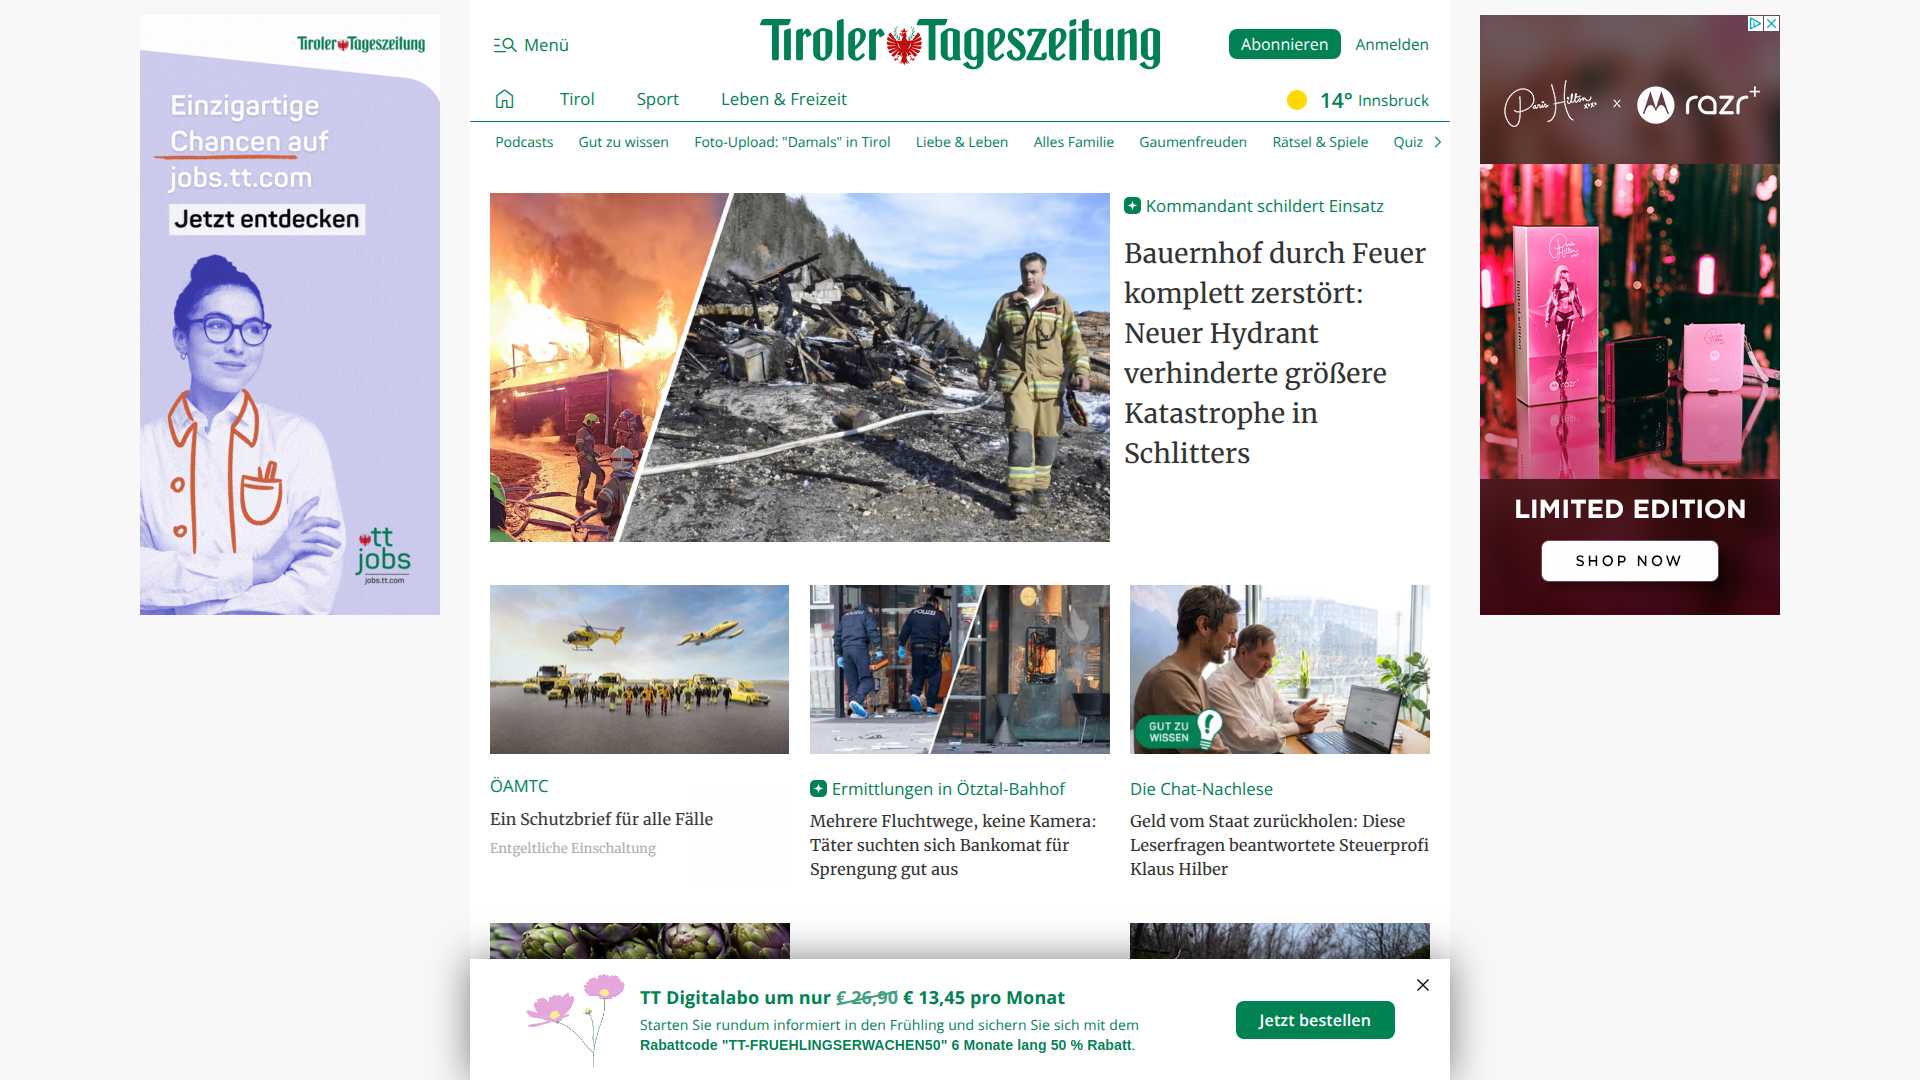 Tiroler Tageszeitung
Einzigartige
Chancen auf
jobs.tt.com
Jetzt entdecken
tt
jobs
jobs.tt.com
Menü
Tiroler Tageszeitung
Abonnieren
Anmelden
Tirol
Sport
Leben & Freizeit
14° Innsbruck
Podcasts
Gut zu wissen
Foto-Upload: "Damals" in Tirol
Liebe & Leben
Alles Familie
Gaumenfreuden
Rätsel & Spiele
Quiz
Kommandant schildert Einsatz
Bauernhof durch Feuer
komplett zerstört:
Neuer Hydrant
verhinderte größere
Katastrophe in
Schlitters
POLIZEI
GUT ZU
WISSEN
ÖAMTC
Ein Schutzbrief für alle Fälle
Entgeltliche Einschaltung
Ermittlungen in Ötztal-Bahhof
Mehrere Fluchtwege, keine Kamera:
Täter suchten sich Bankomat für
Sprengung gut aus
Die Chat-Nachlese
Geld vom Staat zurückholen: Diese
Leserfragen beantwortete Steuerprofi
Klaus Hilber
TT Digitalabo um nur € 26,90 € 13,45 pro Monat
Starten Sie rundum informiert in den Frühling und sichern Sie sich mit dem
Rabattcode "TT-FRUEHLINGSERWACHEN50" 6 Monate lang 50 % Rabatt.
Jetzt bestellen
Paris Hilton xoxo x razr+
LIMITED EDITION
SHOP NOW